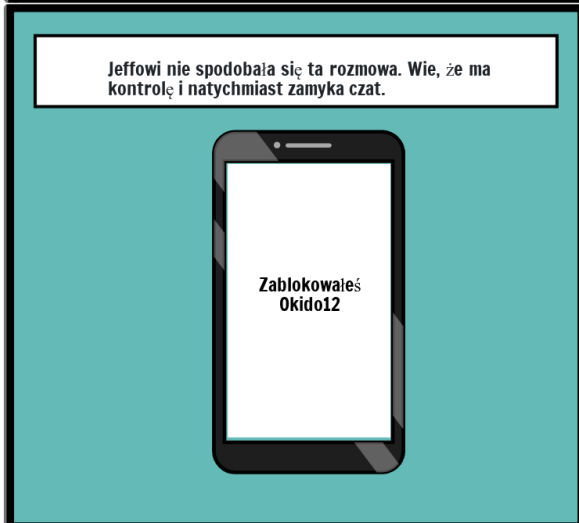 Jeffowi nie spodobała się ta rozmowa. Wie, że ma
kontrolę i natychmiast zamyka czat.
Zablokowałeś
Okido12